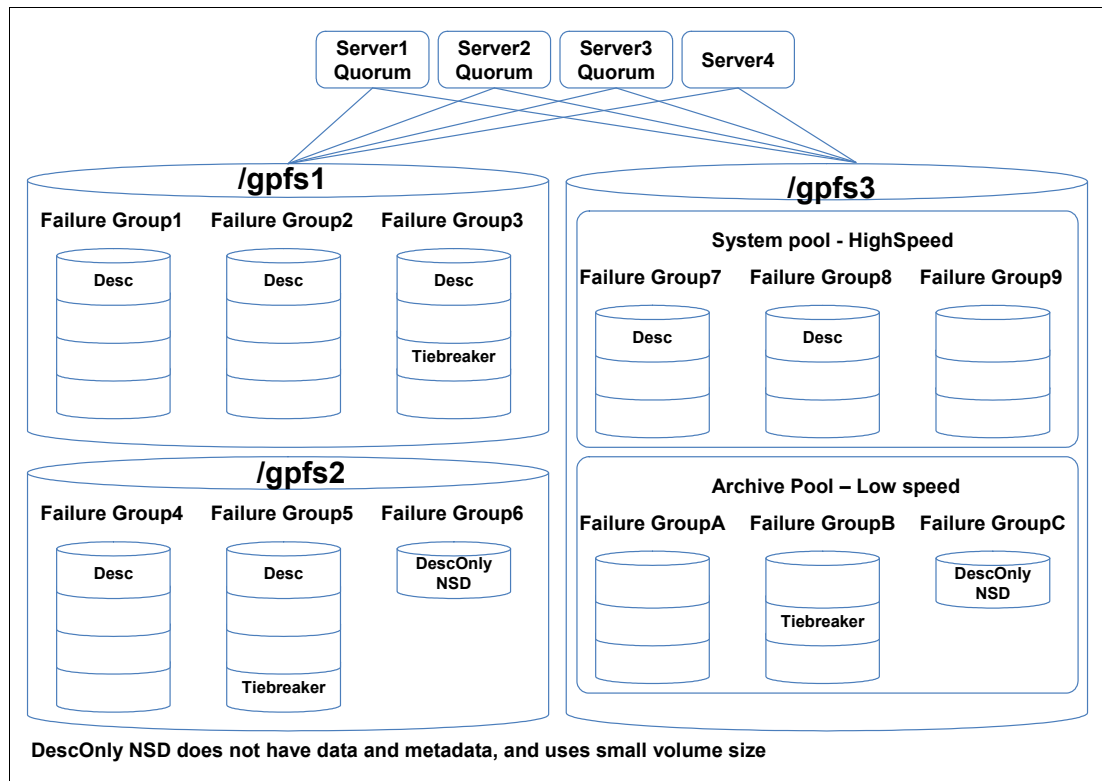 Server1
Quorum
Server2
Quorum
Server3
Quorum
Server4
/gpfs1
Failure Group1
Failure Group2
Failure Group3
Desc
Desc
Desc
Tiebreaker
/gpfs2
Failure Group4
Failure Group5
Failure Group6
Desc
Desc
DescOnly
NSD
Tiebreaker
/gpfs3
System pool - HighSpeed
Failure Group7
Failure Group8
Failure Group9
Desc
Desc
Archive Pool – Low speed
Failure GroupA
Failure GroupB
Failure GroupC
DescOnly
NSD
Tiebreaker
DescOnly NSD does not have data and metadata, and uses small volume size